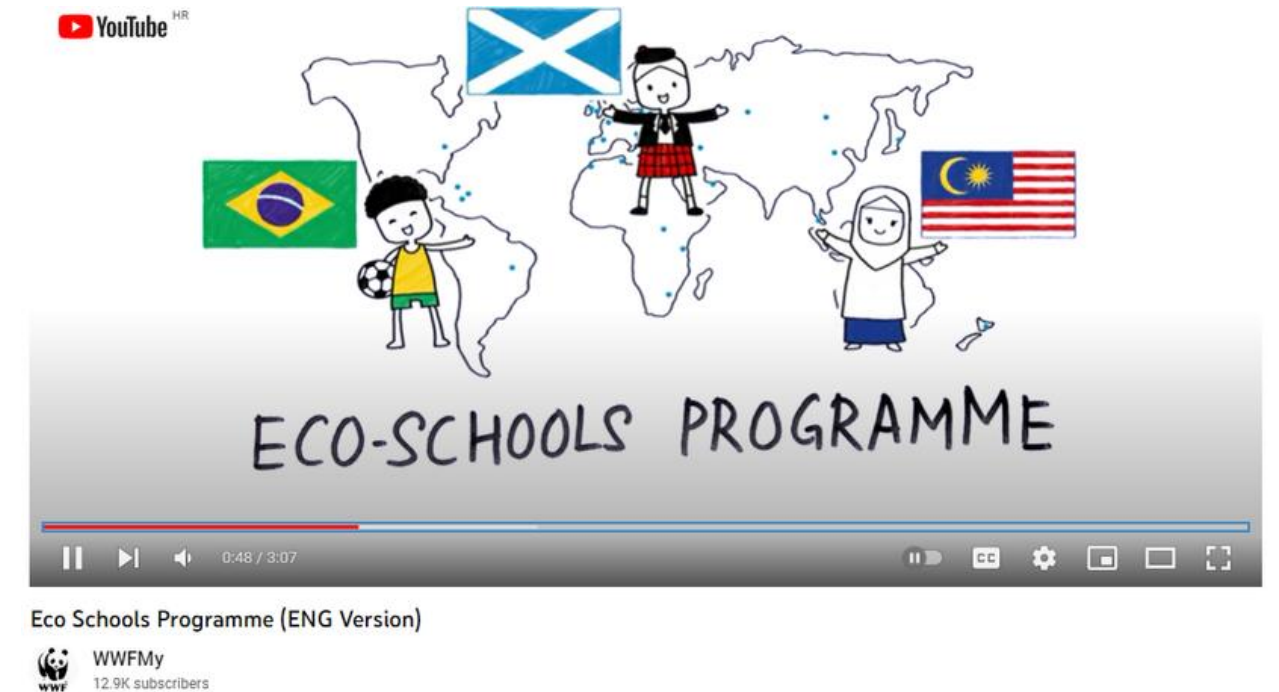 YouTube HR
ECO-SCHOOLS PROGRAMME
0:48 / 3:07
CC
Eco Schools Programme (ENG Version)
WWFMy
WWF
12.9K subscribers